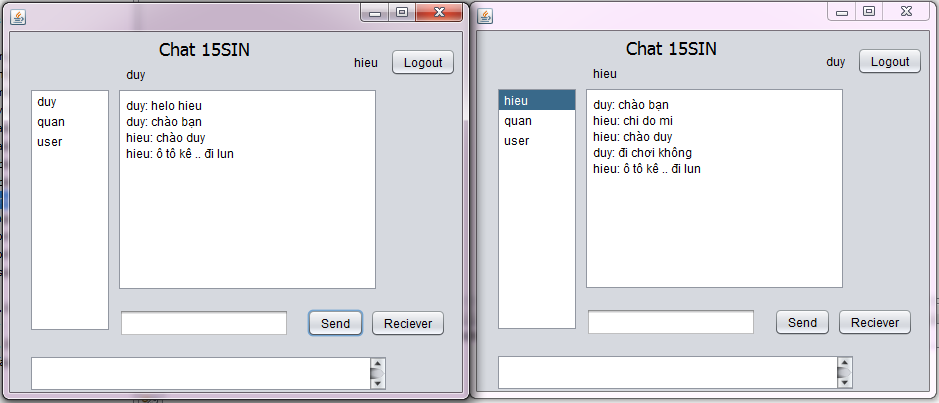 Chat 15SIN
hieu
Logout
duy
duy
quan
user
duy: helo hieu
duy: chào bạn
hieu: chào duy
hieu: ô tô kê .. đi lun
Send
Reciever
Chat 15SIN
duy
Logout
hieu
hieu
quan
user
duy: chào bạn
hieu: chi do mi
hieu: chào duy
duy: đi chơi không
hieu: ô tô kê .. đi lun
Send
Reciever